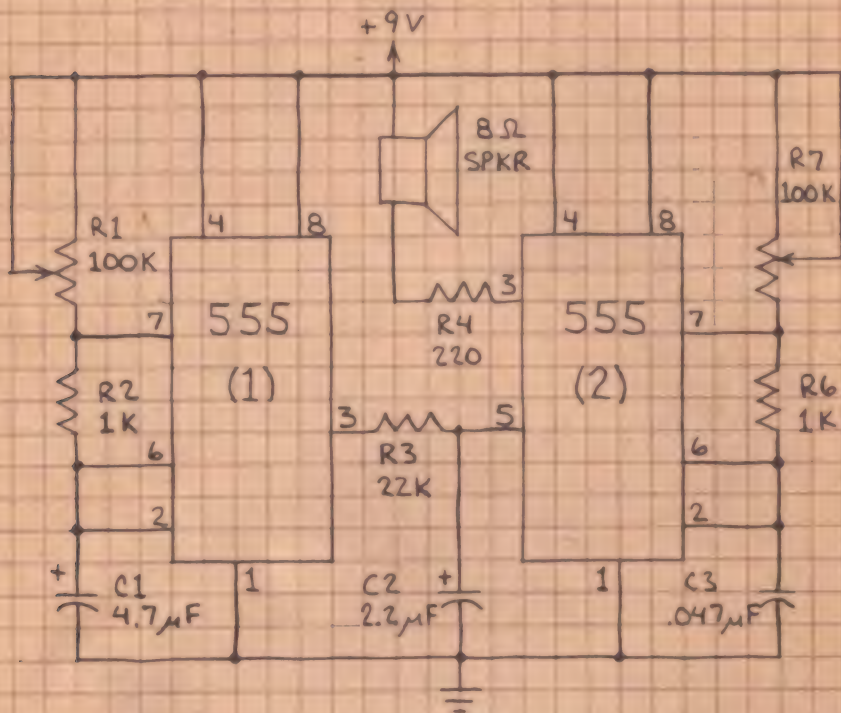 +9V
8Ω
SPKR
R7
100K
4
8
4
8
R1
100K
3
7
555
R4
220
555
7
(1)
(2)
R2
1K
3
R3
22K
5
R6
1K
6
6
2
2
+
C1
4.7µF
1
C2
2.2µF
+
1
C3
.047µF